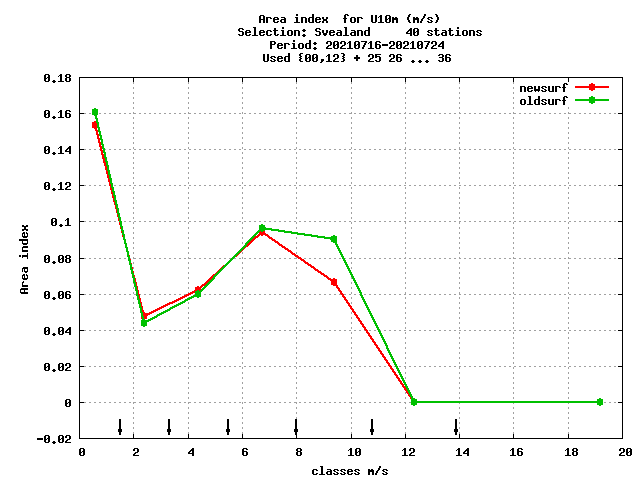 Area index  for U10m (m/s)
Selection: Svealand     40 stations
Period: 20210716-20210724
Used {00,12} + 25 26 ... 36
newsurf
oldsurf
0.18
0.16
0.14
0.12
0.1
0.08
0.06
0.04
0.02
0
-0.02
Area index
0 2 4 6 8 10 12 14 16 18 20
classes m/s